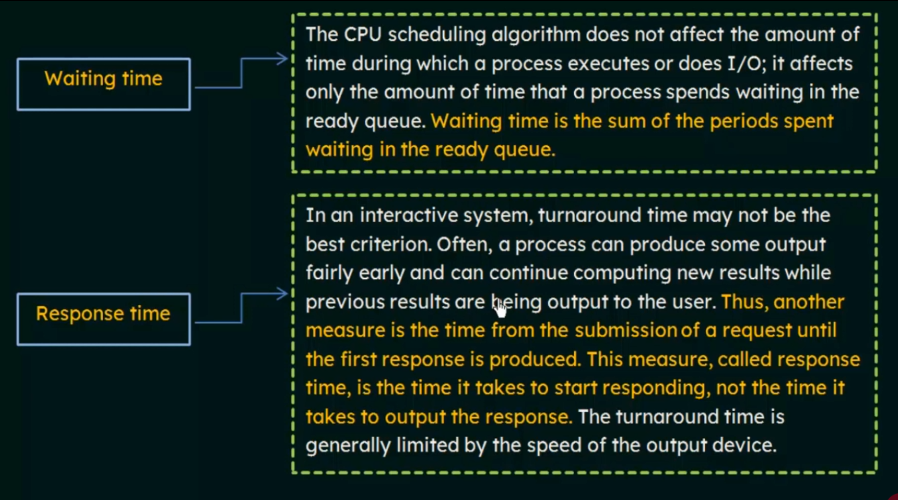 Waiting time
The CPU scheduling algorithm does not affect the amount of
time during which a process executes or does I/O; it affects
only the amount of time that a process spends waiting in the
ready queue. Waiting time is the sum of the periods spent
waiting in the ready queue.
Response time
In an interactive system, turnaround time may not be the
best criterion. Often, a process can produce some output
fairly early and can continue computing new results while
previous results are being output to the user. Thus, another
measure is the time from the submission of a request until
the first response is produced. This measure, called response
time, is the time it takes to start responding, not the time it
takes to output the response. The turnaround time is
generally limited by the speed of the output device.